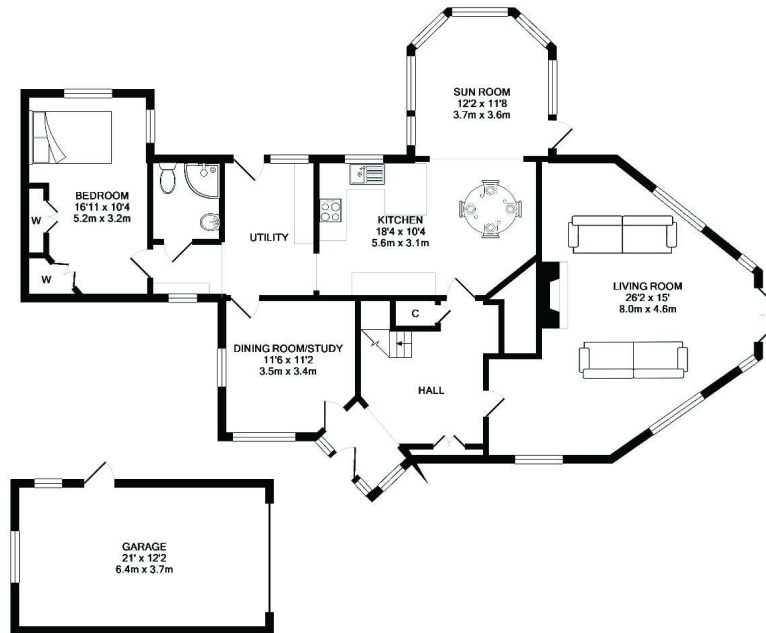 SUN ROOM
12'2 x 11'8
3.7m x 3.6m
BEDROOM
16'11 x 10'4
5.2m x 3.2m
W
W
UTILITY
KITCHEN
18'4 x 10'4
5.6m x 3.1m
LIVING ROOM
26'2 x 15'
8.0m x 4.6m
C
DINING ROOM/STUDY
11'6 x 11'2
3.5m x 3.4m
HALL
GARAGE
21' x 12'2
6.4m x 3.7m